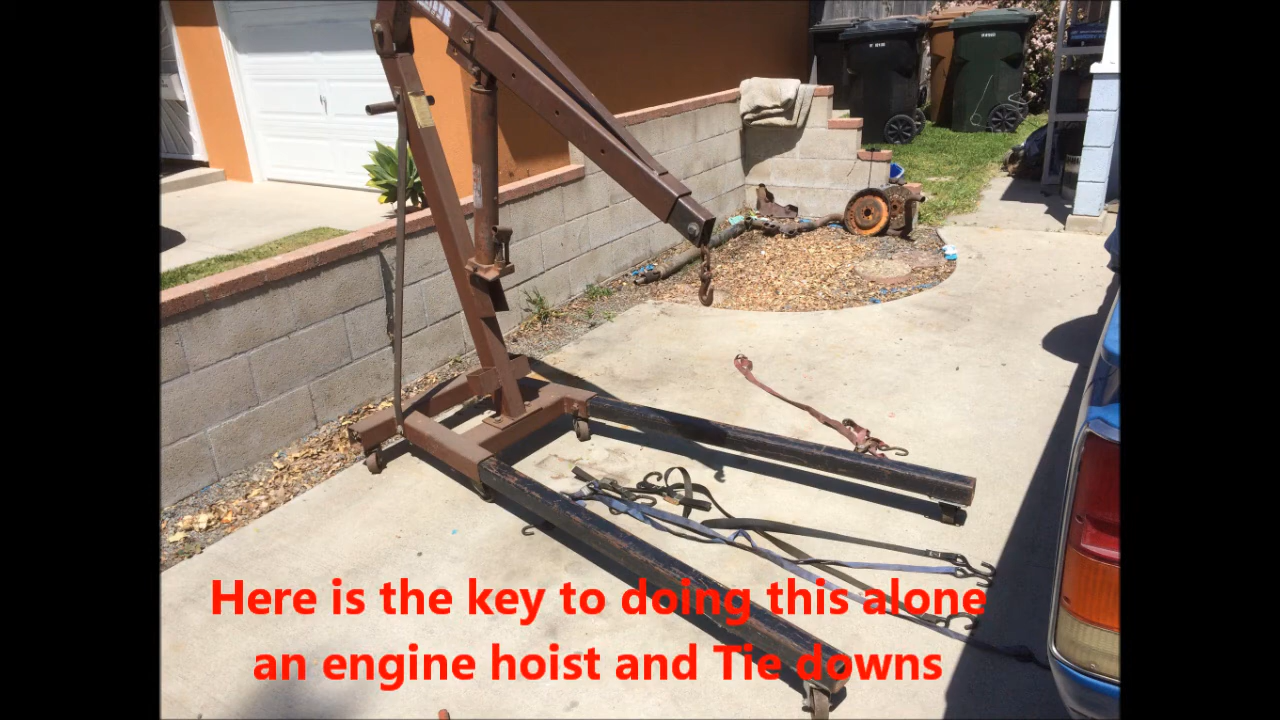 Here is the key to doing this alone
an engine hoist and Tie downs